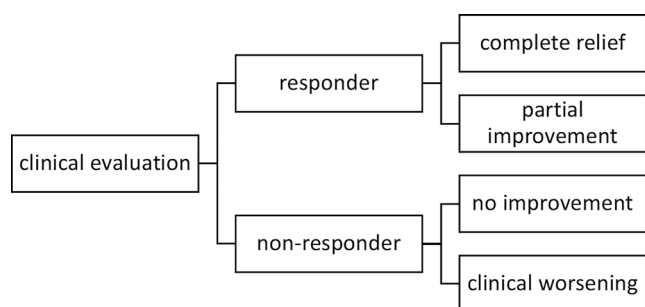 complete relief
responder
partial
improvement
clinical evaluation
no improvement
non-responder
clinical worsening